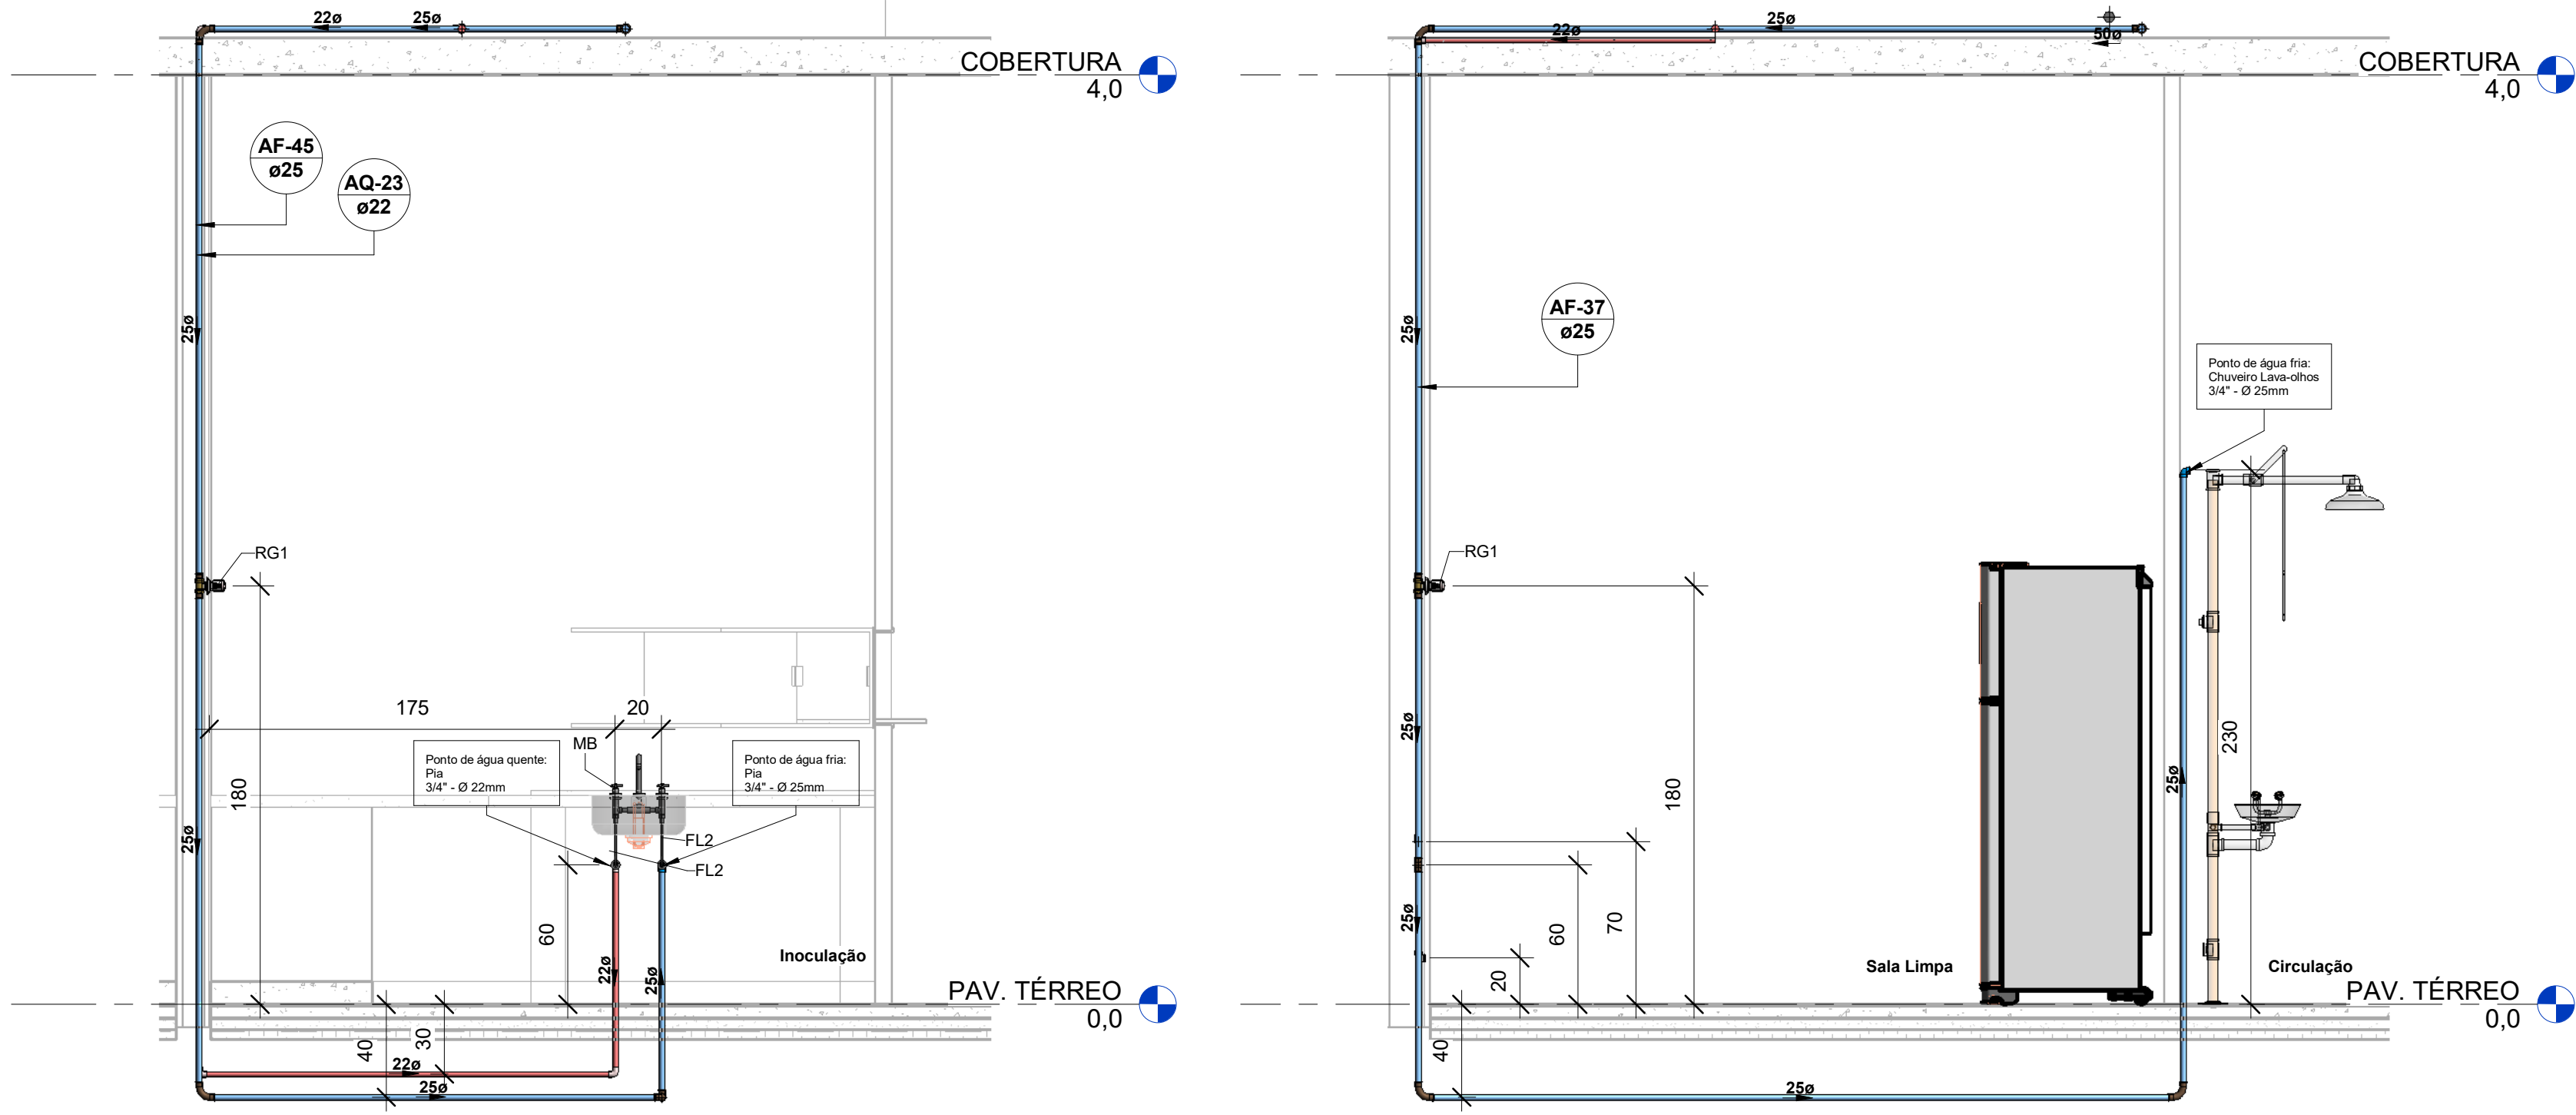 22ø
25ø
COBERTURA
4,0
AF-45
ø25
AQ-23
ø22
25ø
RG1
175
20
MB
Ponto de água quente:
Pia
3/4" - Ø 22mm
Ponto de água fria:
Pia
3/4" - Ø 25mm
180
25ø
FL2
FL2
60
22ø
25ø
Inoculação
PAV. TÉRREO
0,0
40
30
22ø
25ø
25ø
22ø
50ø
COBERTURA
4,0
AF-37
ø25
25ø
Ponto de água fria:
Chuveiro Lava-olhos
3/4" - Ø 25mm
RG1
25ø
180
230
25ø
25ø
60
70
20
Sala Limpa
Circulação
PAV. TÉRREO
0,0
40
25ø